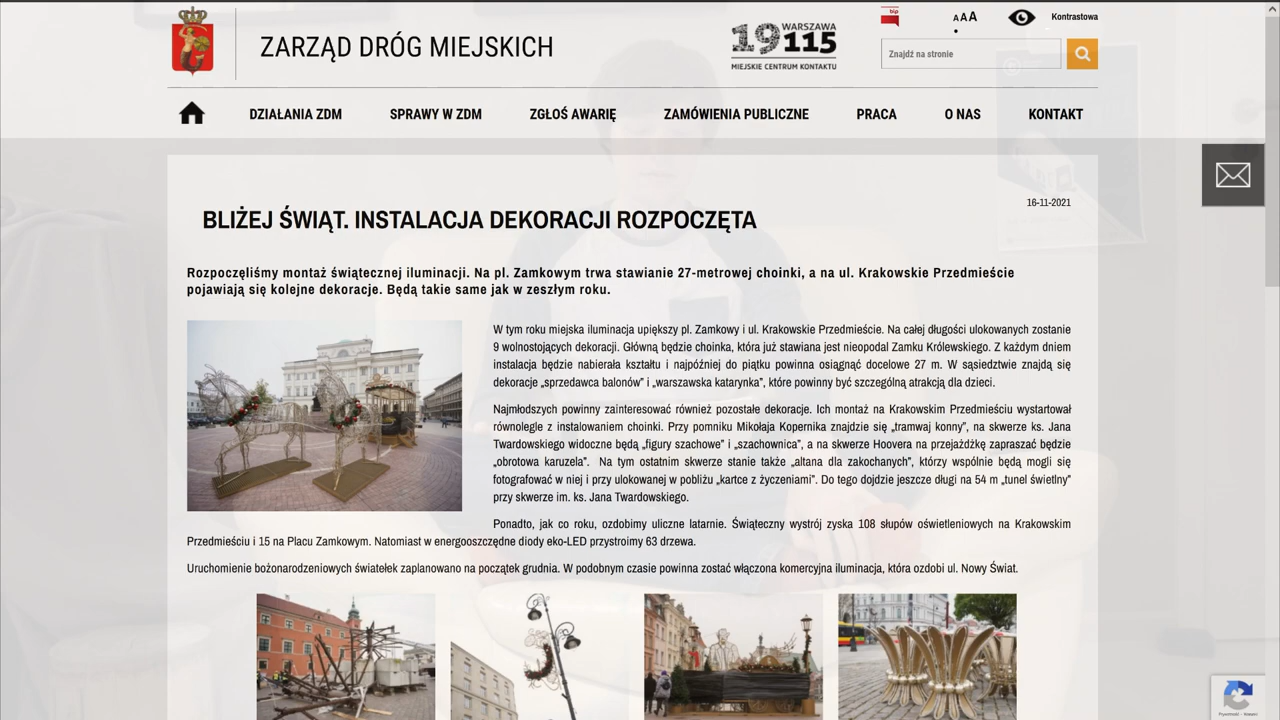 ZARZĄD DRÓG MIEJSKICH
WARSZAWA
19115
MIEJSKIE CENTRUM KONTAKTU
bip
AAA
Kontrastowa
Znajdź na stronie
DZIAŁANIA ZDM
SPRAWY W ZDM
ZGŁOŚ AWARIĘ
ZAMÓWIENIA PUBLICZNE
PRACA
O NAS
KONTAKT
16-11-2021
BLIŻEJ ŚWIĄT. INSTALACJA DEKORACJI ROZPOCZĘTA
Rozpoczęliśmy montaż świątecznej iluminacji. Na pl. Zamkowym trwa stawianie 27-metrowej choinki, a na ul. Krakowskie Przedmieście
pojawiają się kolejne dekoracje. Będą takie same jak w zeszłym roku.
W tym roku miejska iluminacja upiększy pl. Zamkowy i ul. Krakowskie Przedmieście. Na całej długości ulokowanych zostanie
9 wolnostojących dekoracji. Główną będzie choinka, która już stawiana jest nieopodal Zamku Królewskiego. Z każdym dniem
instalacja będzie nabierała kształtu i najpóźniej do piątku powinna osiągnąć docelowe 27 m. W sąsiedztwie znajdą się
dekoracje „sprzedawca balonów” i „warszawska katarynka”, które powinny być szczególną atrakcją dla dzieci.
Najmłodszych powinny zainteresować również pozostałe dekoracje. Ich montaż na Krakowskim Przedmieściu wystartował
równolegle z instalowaniem choinki. Przy pomniku Mikołaja Kopernika znajdzie się „tramwaj konny”, na skwerze ks. Jana
Twardowskiego widoczne będą „figury szachowe” i „szachownica”, a na skwerze Hoovera na przejażdżkę zapraszać będzie
„obrotowa karuzela”. Na tym ostatnim skwerze stanie także „altana dla zakochanych”, którzy wspólnie będą mogli się
fotografować w niej i przy ulokowanej w pobliżu „kartce z życzeniami”. Do tego dojdzie jeszcze długi na 54 m „tunel świetlny”
przy skwerze im. ks. Jana Twardowskiego.
Ponadto, jak co roku, ozdobimy uliczne latarnie. Świąteczny wystrój zyska 108 słupów oświetleniowych na Krakowskim
Przedmieściu i 15 na Placu Zamkowym. Natomiast w energooszczędne diody eko-LED przystroimy 63 drzewa.
Uruchomienie bożonarodzeniowych światełek zaplanowano na początek grudnia. W podobnym czasie powinna zostać włączona komercyjna iluminacja, która ozdobi ul. Nowy Świat.